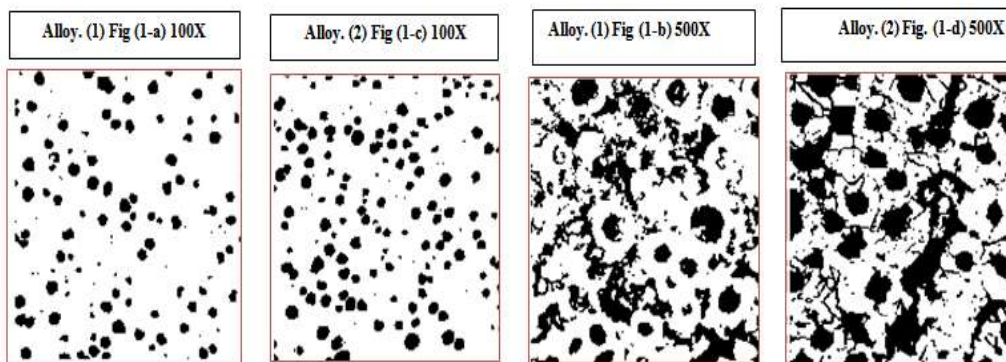 Alloy. (1) Fig (1-a) 100X
Alloy. (2) Fig (1-c) 100X
Alloy. (1) Fig (1-b) 500X
Alloy. (2) Fig. (1-d) 500X